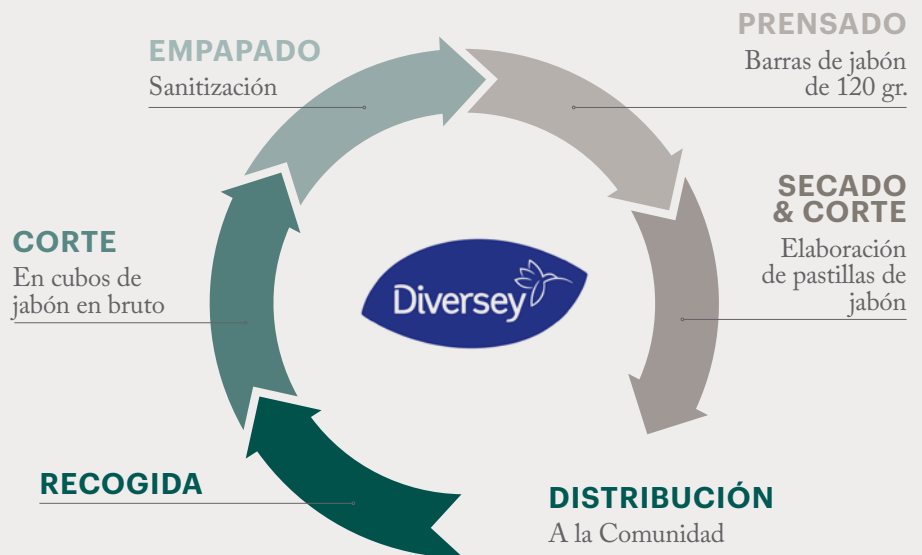 EMPAPADO
Sanitización
PRENSADO
Barras de jabón
de 120 gr.
SECADO
& CORTE
Elaboración
de pastillas de
jabón
CORTE
En cubos de
jabón en bruto
Diversey
RECOGIDA
DISTRIBUCIÓN
A la Comunidad